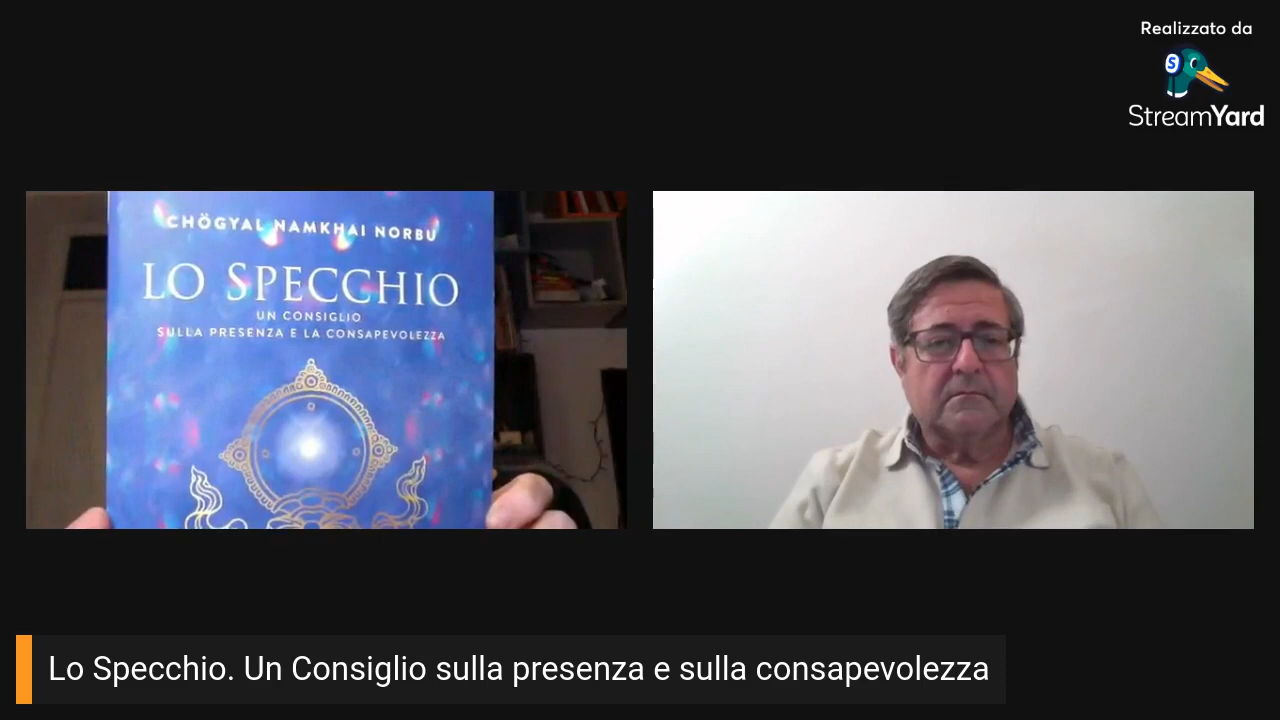 Realizzato da
S
StreamYard
CHÖGYAL NAMKHAI NORBU
LO SPECCHIO
UN CONSIGLIO
SULLA PRESENZA E LA CONSAPEVOLEZZA
Lo Specchio. Un Consiglio sulla presenza e sulla consapevolezza